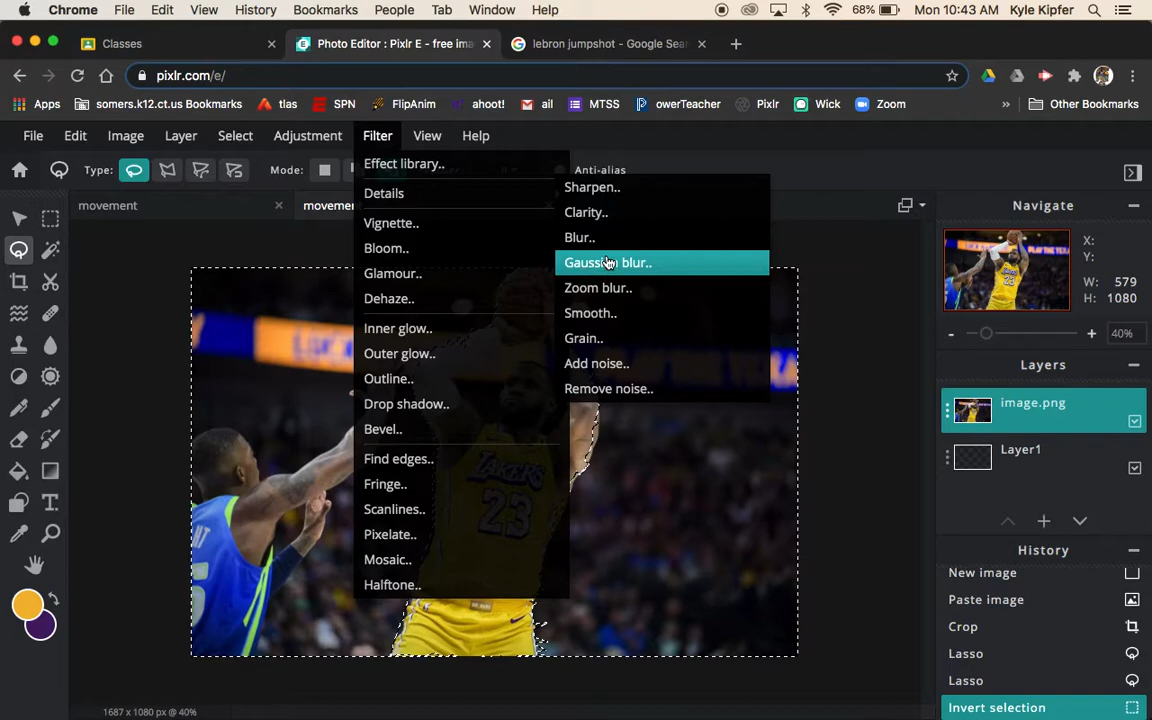 Chrome File Edit View History Bookmarks People Tab Window Help 68% Mon 10:43 AM Kyle Kipfer
Classes × Photo Editor : Pixlr E - free ima × lebron jumpshot - Google Sear × +
pixlr.com/e/
Apps somers.k12.ct.us Bookmarks tlas SPN FlipAnim ahoot! ail MTSS owerTeacher Pixlr Wick Zoom » Other Bookmarks
File Edit Image Layer Select Adjustment Filter View Help
Type: Mode: Anti-alias
movement × moveme
Effect library..
Details
Vignette..
Bloom..
Glamour..
Dehaze..
Inner glow..
Outer glow..
Outline..
Drop shadow..
Bevel..
Find edges..
Fringe..
Scanlines..
Pixelate..
Mosaic..
Halftone..
Sharpen..
Clarity..
Blur..
Gaussian blur..
Zoom blur..
Smooth..
Grain..
Add noise..
Remove noise..
LAKERS
23
Navigate
X:
Y:
W: 579
H: 1080
- + 40%
Layers
image.png
Layer1
History
New image
Paste image
Crop
Lasso
Lasso
Invert selection
1687 x 1080 px @ 40%